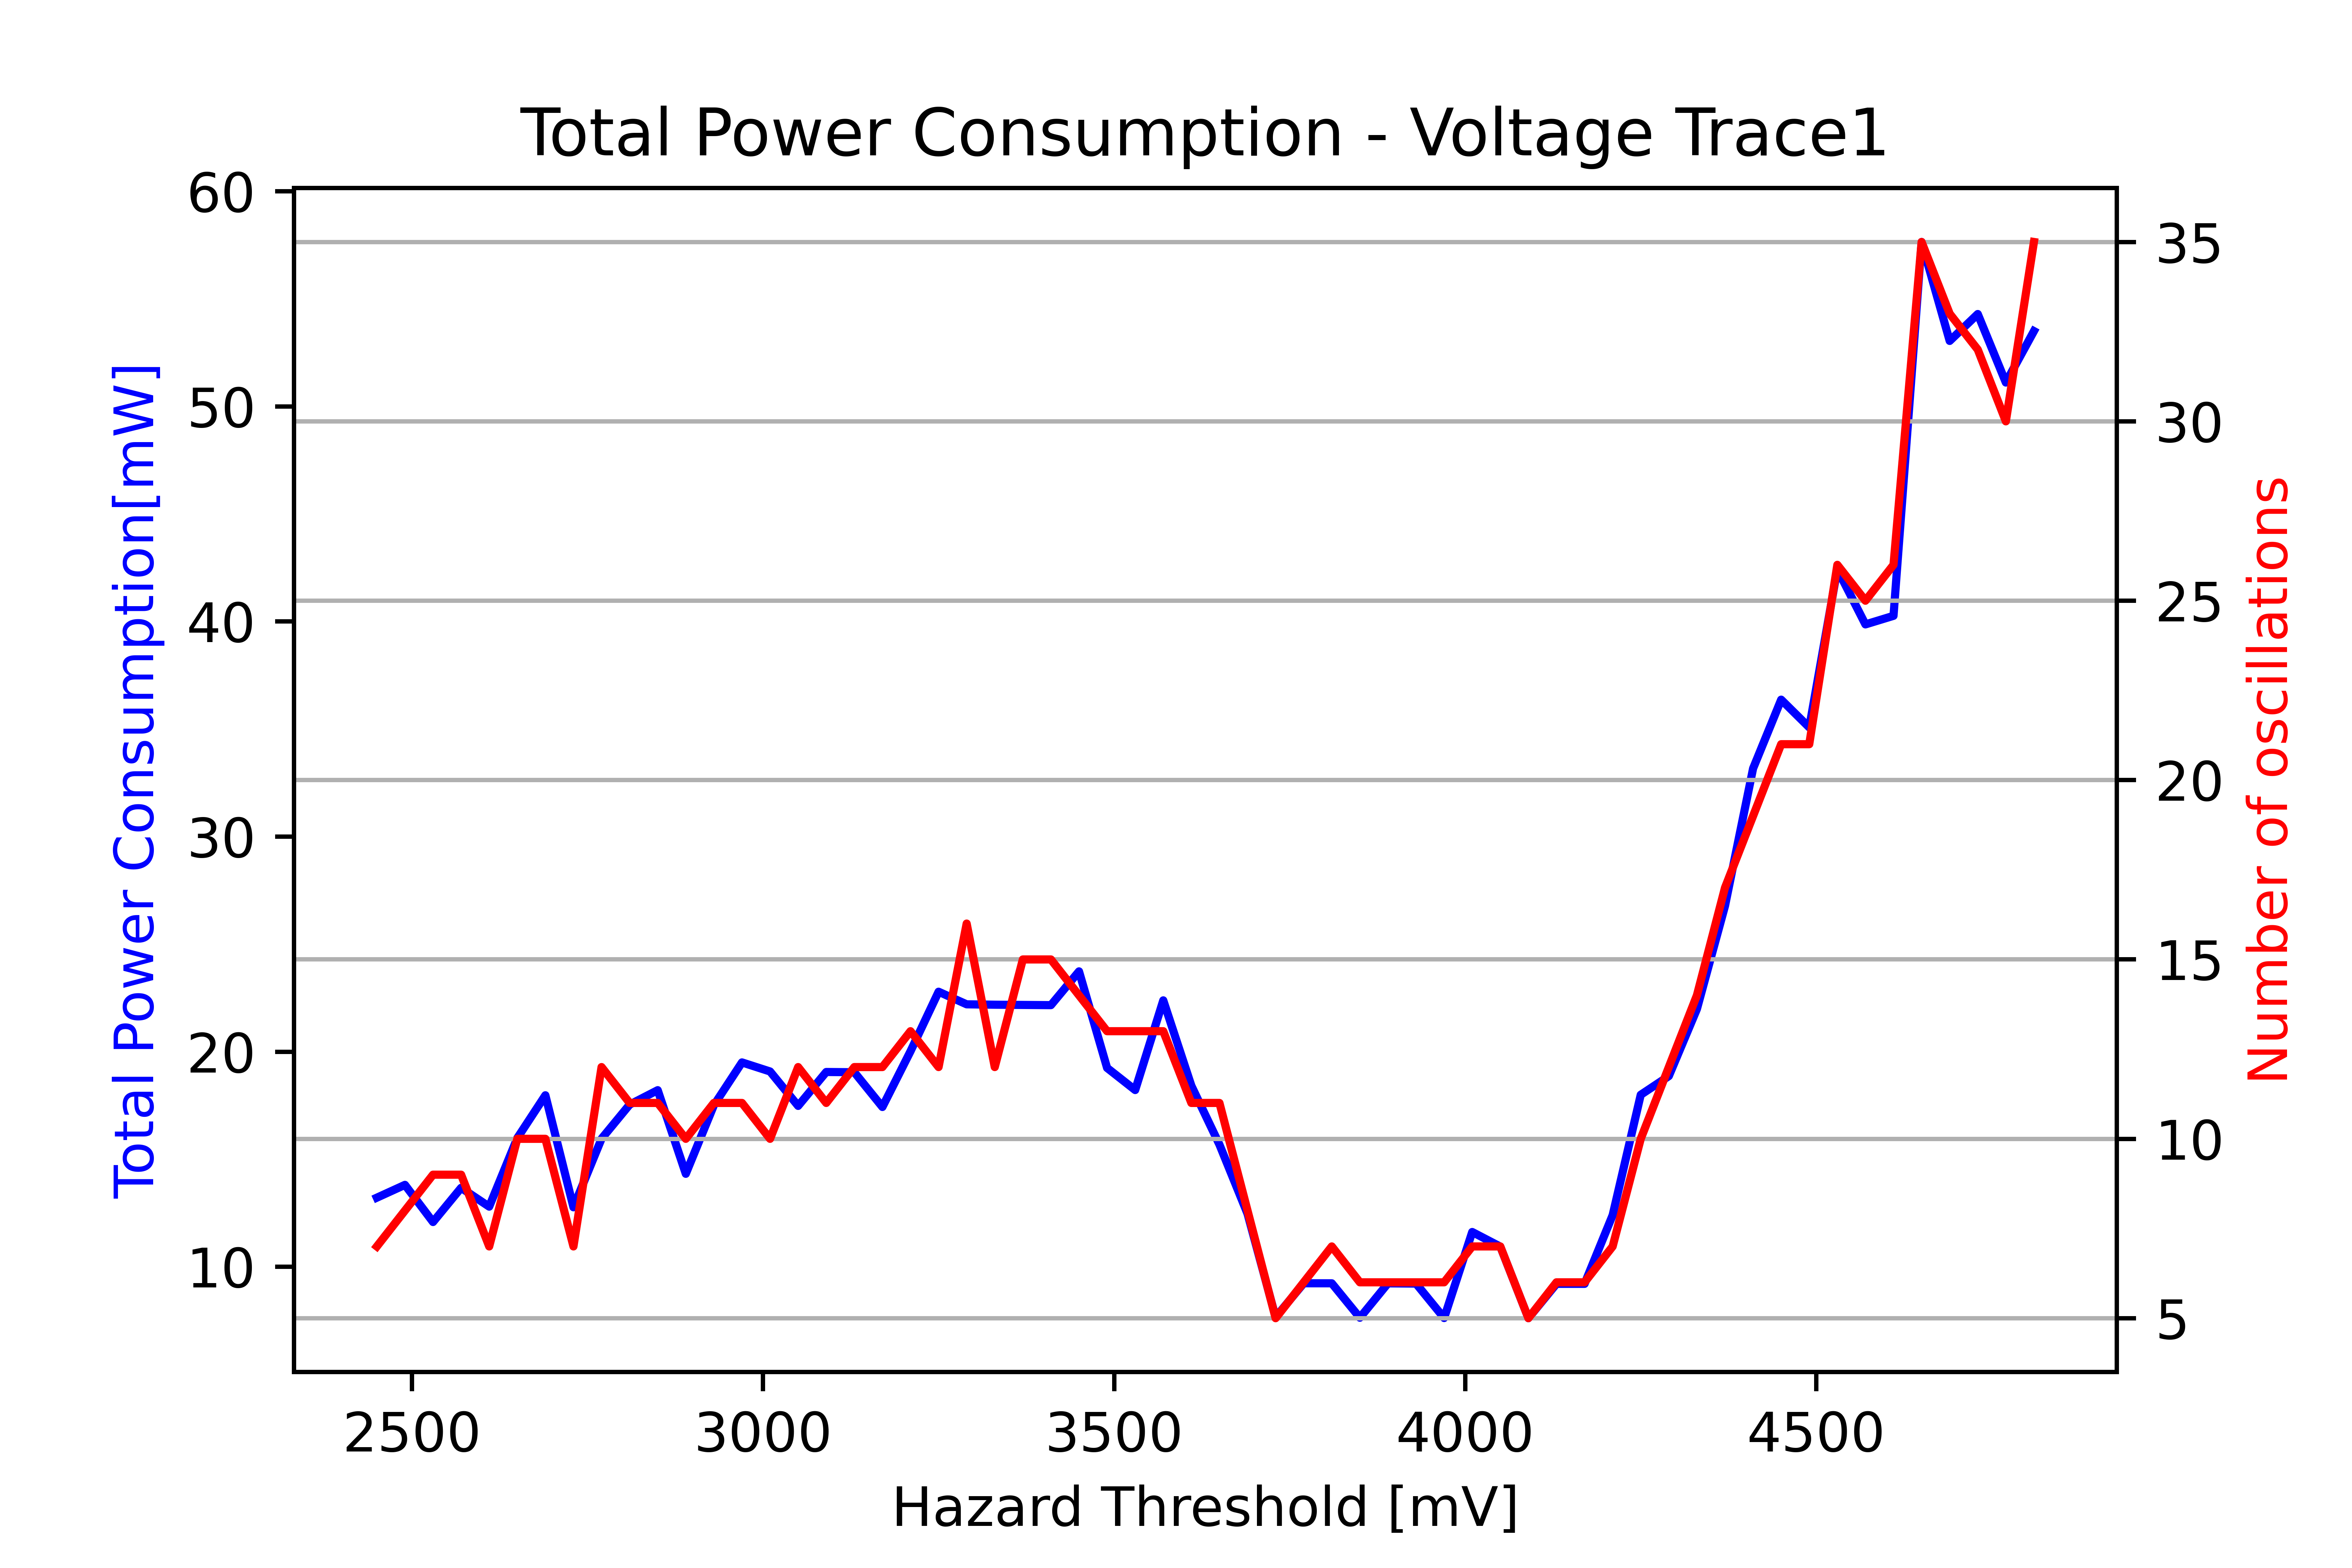 Total Power Consumption - Voltage Trace1
Total Power Consumption[mW]
60
50
40
30
20
10
35
30
25
20
15
10
5
Number of oscillations
2500 3000 3500 4000 4500
Hazard Threshold [mV]